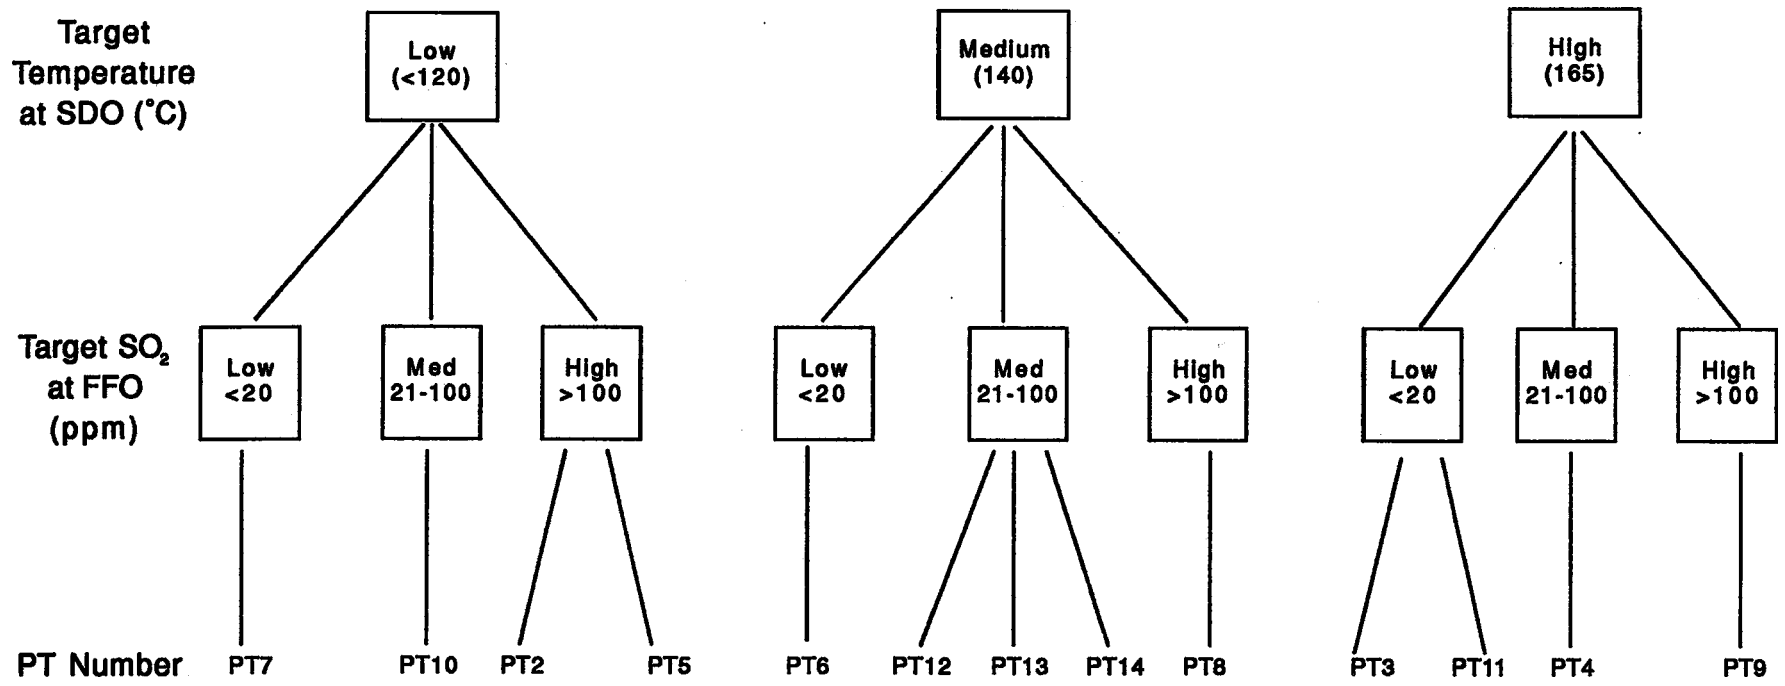 Target
Temperature
at SDO (°C)
Low
(<120)
Medium
(140)
High
(165)
Target SO₂
at FFO
(ppm)
Low
<20
Med
21-100
High
>100
Low
<20
Med
21-100
High
>100
Low
<20
Med
21-100
High
>100
PT Number PT7 PT10 PT2 PT5 PT6 PT12 PT13 PT14 PT8 PT3 PT11 PT4 PT9